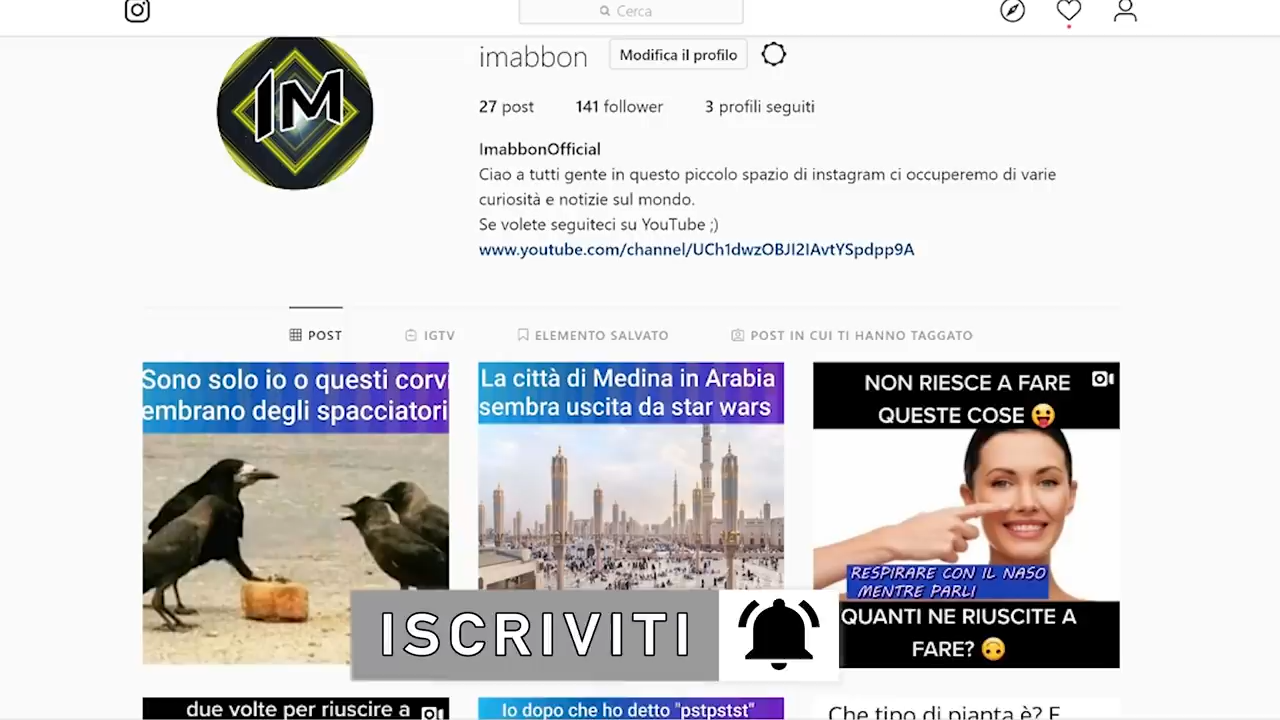 Cerca
IM
imabbon
Modifica il profilo
27 post
141 follower
3 profili seguiti
ImabbonOfficial
Ciao a tutti gente in questo piccolo spazio di instagram ci occuperemo di varie
curiosità e notizie sul mondo.
Se volete seguiteci su YouTube ;)
www.youtube.com/channel/UCh1dwzOBJI2IAvtYSpdpp9A
POST
IGTV
ELEMENTO SALVATO
POST IN CUI TI HANNO TAGGATO
Sono solo io o questi corvi
embrano degli spacciatori
La città di Medina in Arabia
sembra uscita da star wars
NON RIESCE A FARE
QUESTE COSE 😜
RESPIRARE CON IL NASO
MENTRE PARLI
QUANTI NE RIUSCITE A
FARE? 🙃
ISCRIVITI
due volte per riuscire a
Io dopo che ho detto "pstpstst"
Che tipo di pianta è? E